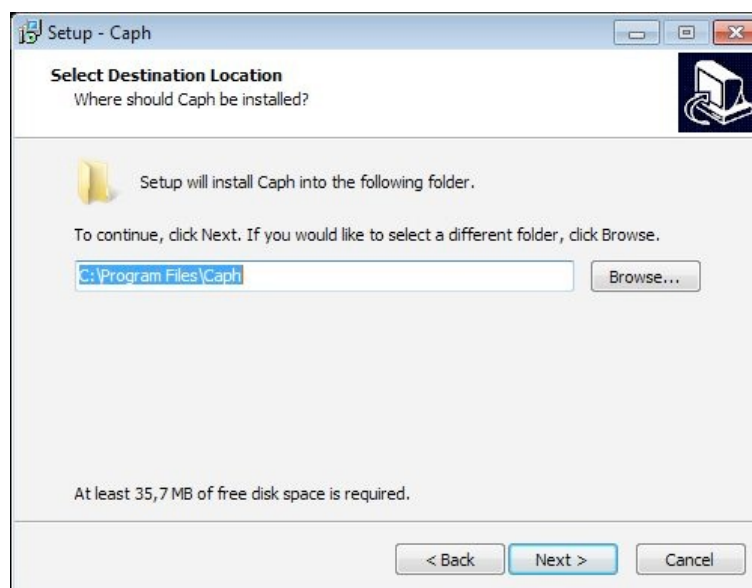 Setup - Caph
Select Destination Location
Where should Caph be installed?
Setup will install Caph into the following folder.
To continue, click Next. If you would like to select a different folder, click Browse.
C:\Program Files\Caph
Browse...
At least 35,7 MB of free disk space is required.
< Back
Next >
Cancel